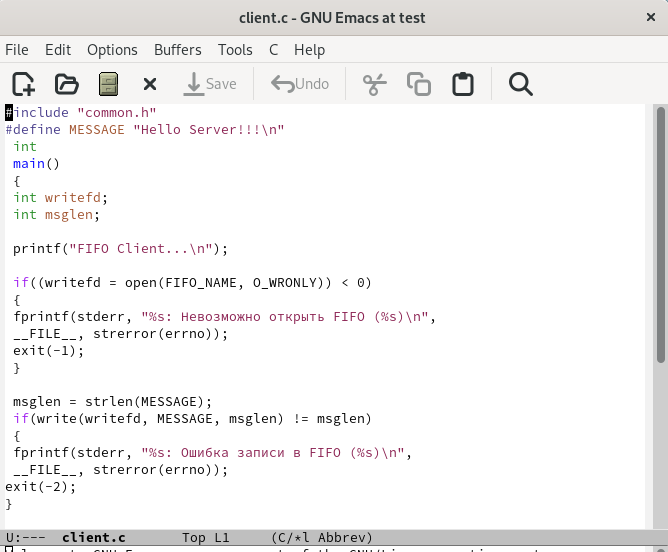 client.c - GNU Emacs at test
File Edit Options Buffers Tools C Help
Save Undo
#include "common.h"
#define MESSAGE "Hello Server!!!\n"
int
main()
{
int writefd;
int msglen;
printf("FIFO Client...\n");
if((writefd = open(FIFO_NAME, O_WRONLY)) < 0)
{
fprintf(stderr, "%s: Невозможно открыть FIFO (%s)\n",
__FILE__, strerror(errno));
exit(-1);
}
msglen = strlen(MESSAGE);
if(write(writefd, MESSAGE, msglen) != msglen)
{
fprintf(stderr, "%s: Ошибка записи в FIFO (%s)\n",
__FILE__, strerror(errno));
exit(-2);
}
U:--- client.c Top L1 (C/*l Abbrev)